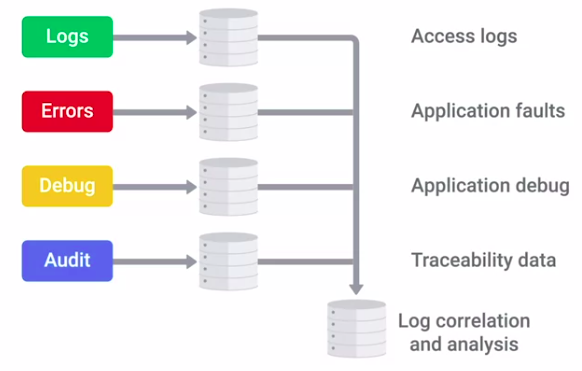 Logs
Access logs
Errors
Application faults
Debug
Application debug
Audit
Traceability data
Log correlation
and analysis